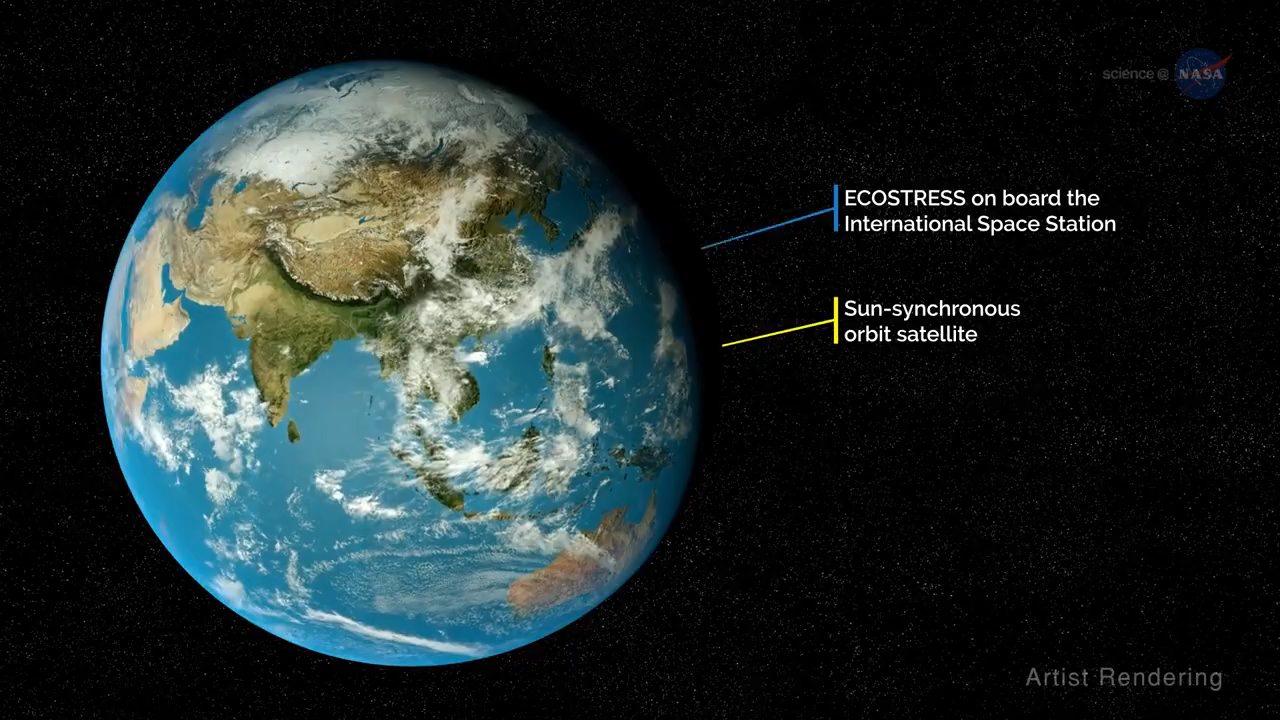 science @ NASA
ECOSTRESS on board the
International Space Station
Sun-synchronous
orbit satellite
Artist Rendering